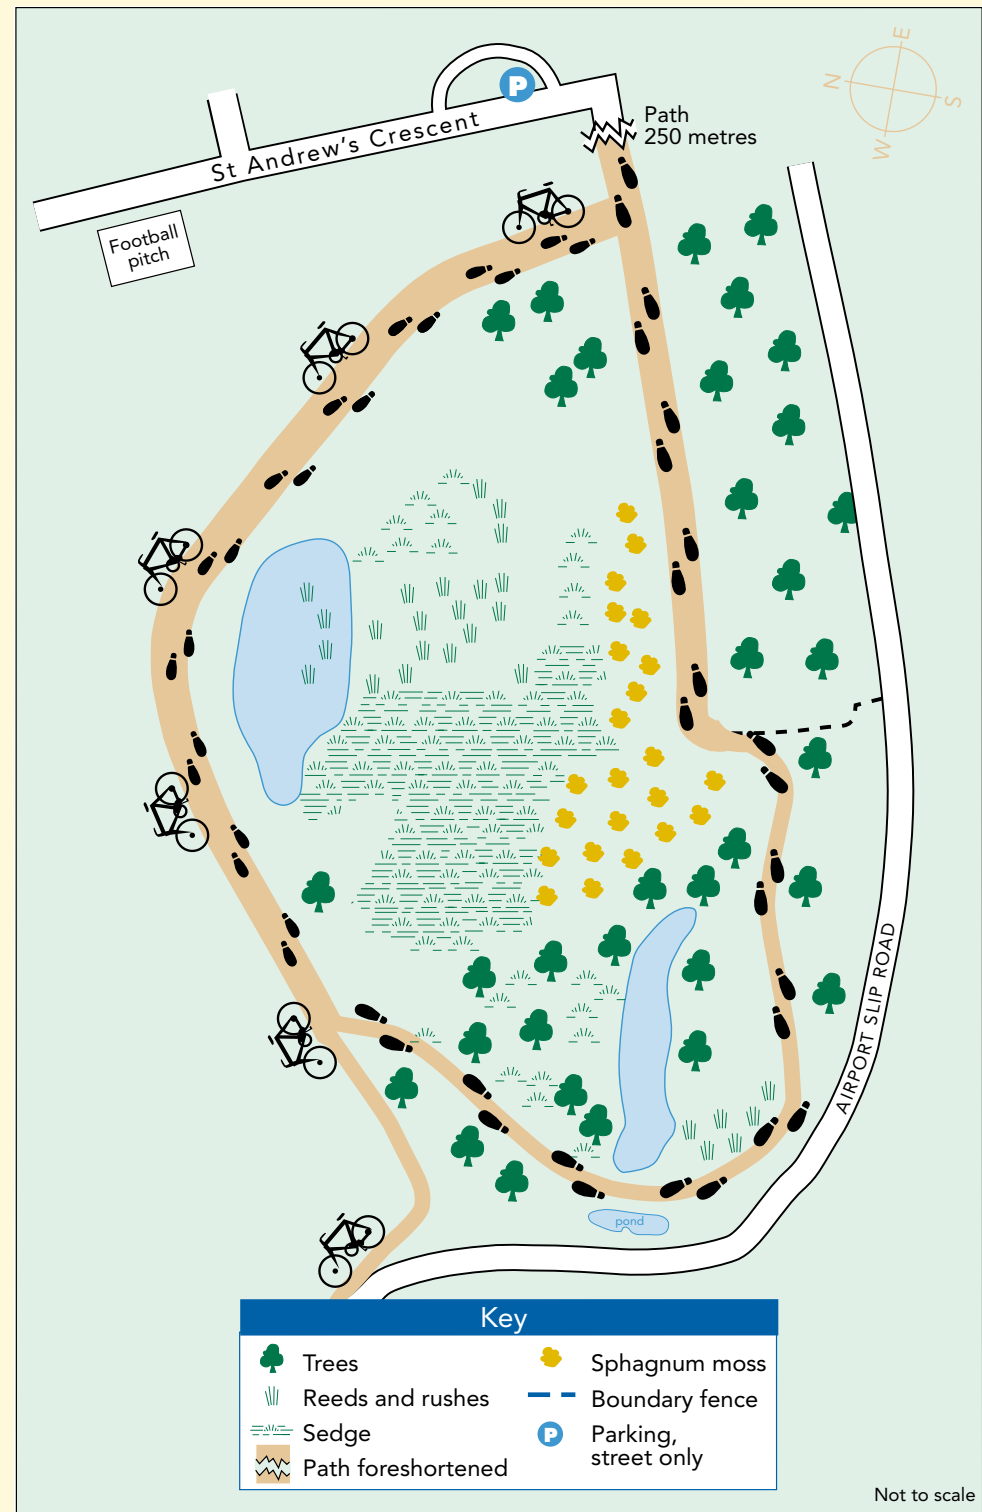 E
N
S
W
P
Path
250 metres
St Andrew's Crescent
Football
pitch
AIRPORT SLIP ROAD
pond
Key
Trees
Reeds and rushes
Sedge
Path foreshortened
Sphagnum moss
Boundary fence
P
Parking,
street only
Not to scale